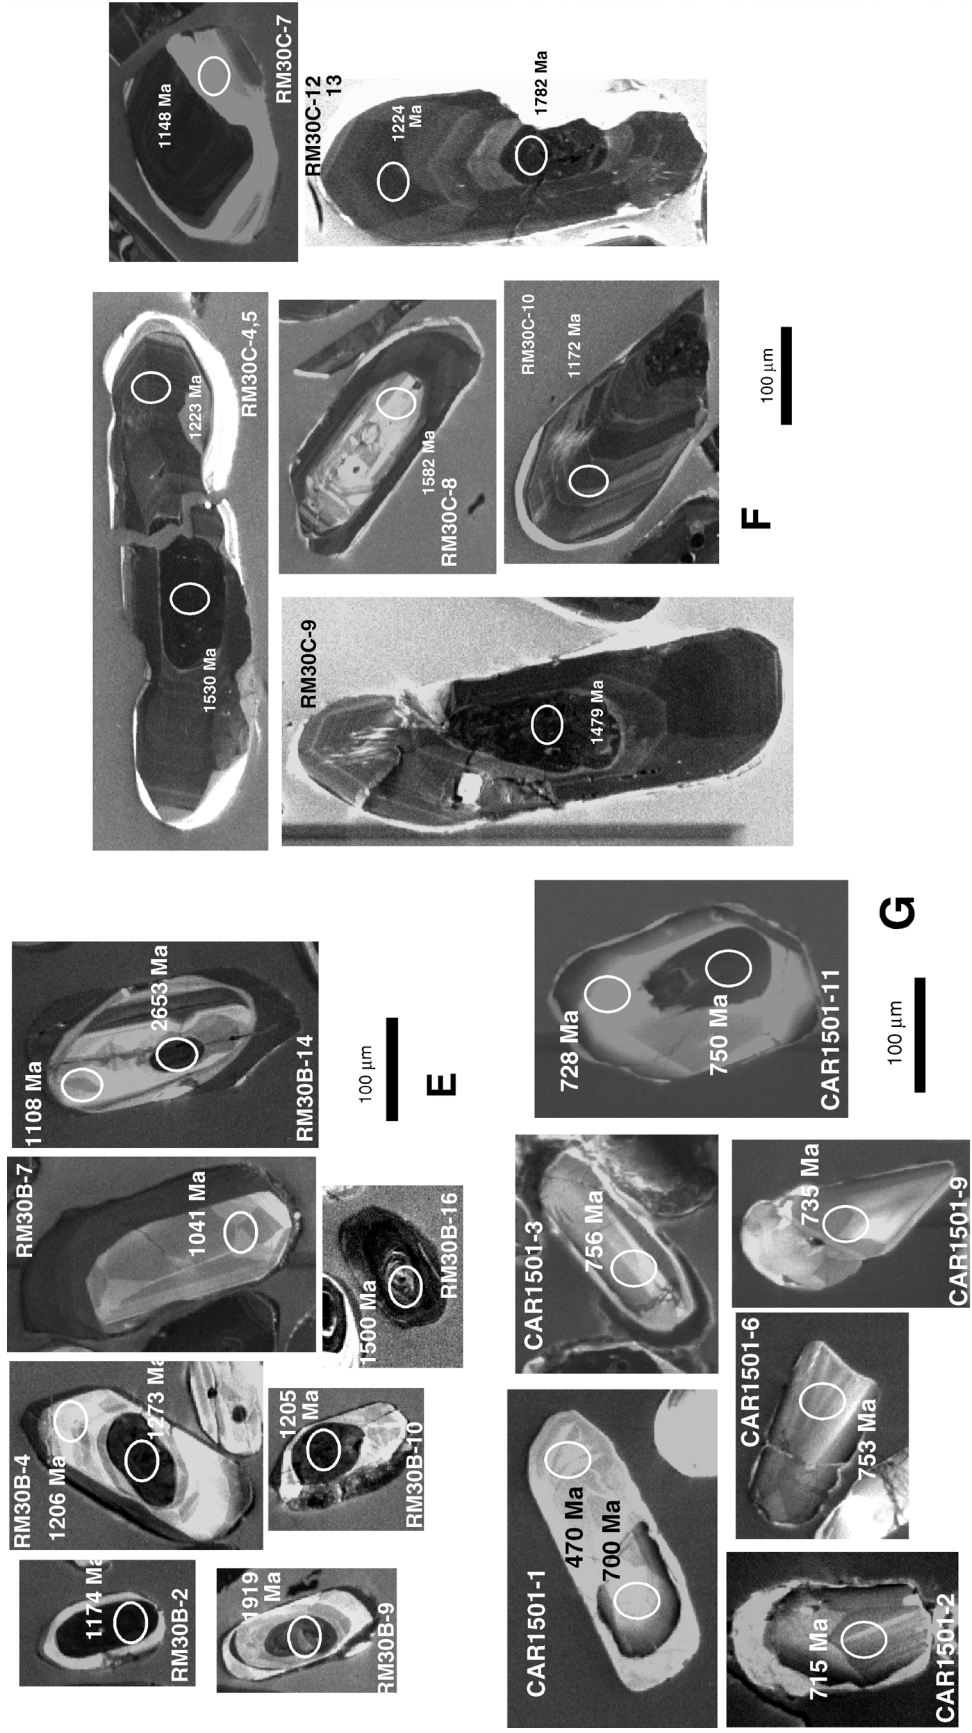 RM30B-2
1174 Ma
RM30B-4
1206 Ma
1273 Ma
RM30B-7
1041 Ma
1108 Ma
2653 Ma
RM30B-14
1919
Ma
RM30B-9
1205
Ma
RM30B-10
1500 Ma
RM30B-16
100 µm
E
1530 Ma
1223 Ma
RM30C-4,5
1148 Ma
RM30C-7
1582 Ma
RM30C-8
RM30C-9
1479 Ma
RM30C-10
1172 Ma
RM30C-12
13
1224
Ma
1782 Ma
100 µm
F
CAR1501-1
470 Ma
700 Ma
CAR1501-3
756 Ma
728 Ma
750 Ma
CAR1501-11
715 Ma
CAR1501-2
CAR1501-6
753 Ma
735 Ma
CAR1501-9
100 µm
G